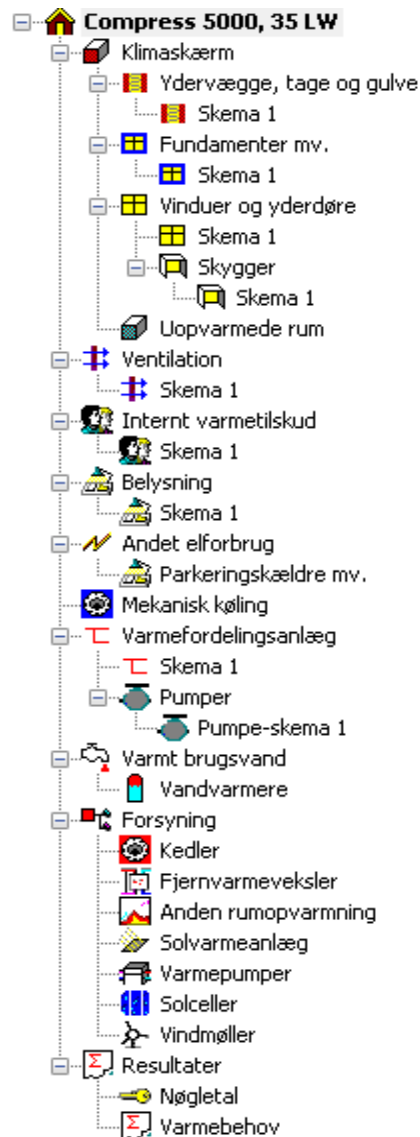 Compress 5000, 35 LW
Klimaskærm
Ydervægge, tage og gulve
Skema 1
Fundamenter mv.
Skema 1
Vinduer og yderdøre
Skema 1
Skygger
Skema 1
Uopvarmede rum
Ventilation
Skema 1
Internt varmetilskud
Skema 1
Belysning
Skema 1
Andet elforbrug
Parkeringskældre mv.
Mekanisk køling
Varmefordelingsanlæg
Skema 1
Pumper
Pumpe-skema 1
Varmt brugsvand
Vandvarmere
Forsyning
Kedler
Fjernvarmeveksler
Anden rumopvarmning
Solvarmeanlæg
Varmepumper
Solceller
Vindmøller
Resultater
Nøgletal
Varmebehov